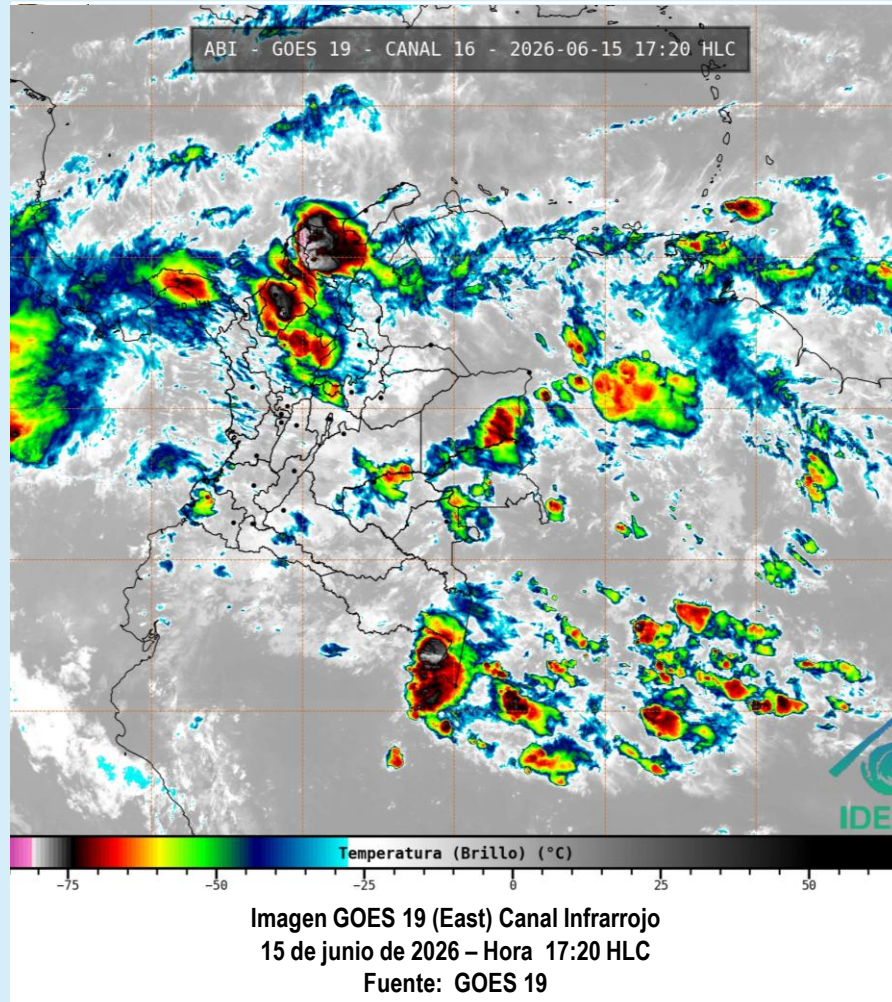 ABI - GOES 19 - CANAL 16 - 2026-06-15 17:20 HLC
IDE
Temperatura (Brillo) (°C)
−75 −50 −25 0 25 50
Imagen GOES 19 (East) Canal Infrarrojo
15 de junio de 2026 – Hora 17:20 HLC
Fuente: GOES 19